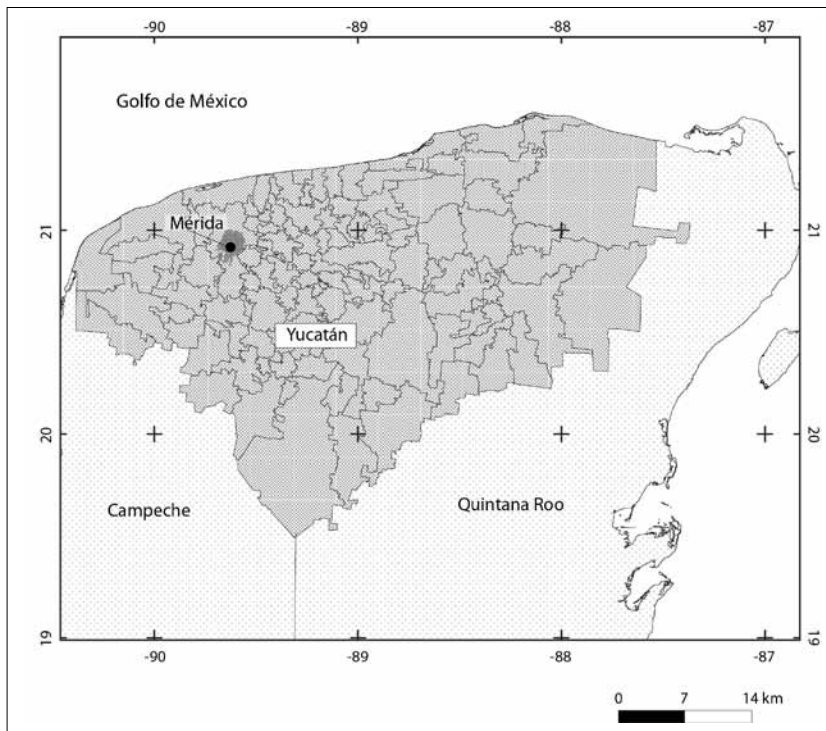 -90 -89 -88 -87
Golfo de México
21 21
Mérida
Yucatán
20 20
Campeche
Quintana Roo
19 19
-90 -89 -88 -87
0 7 14 km